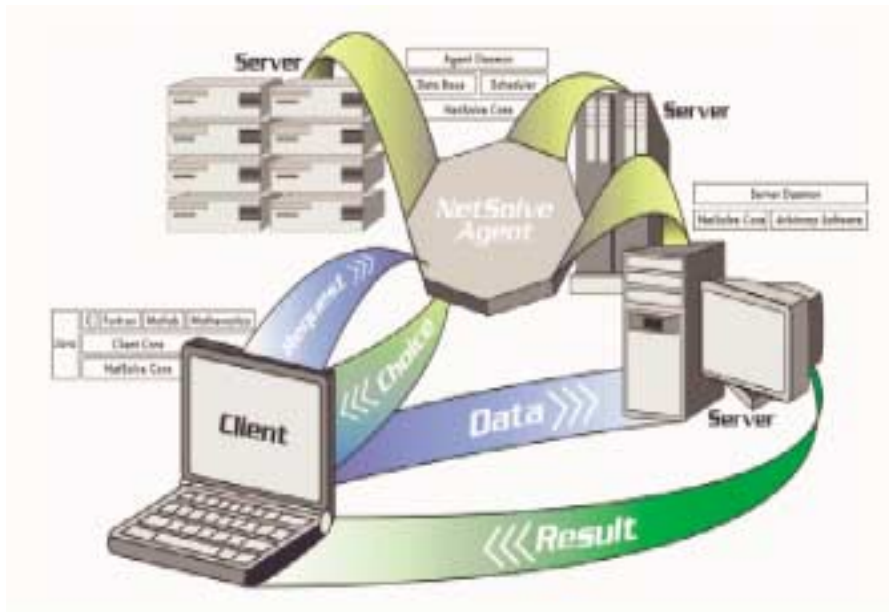 Server
Agent Daemon
Data Base
Scheduler
NetSolve Core
Server
NetSolve Agent
Server Daemon
NetSolve Core
Arbitrary Software
Request
Choice
Java
C
Fortran
Matlab
Mathematica
Client Core
NetSolve Core
Client
Data
Server
Result